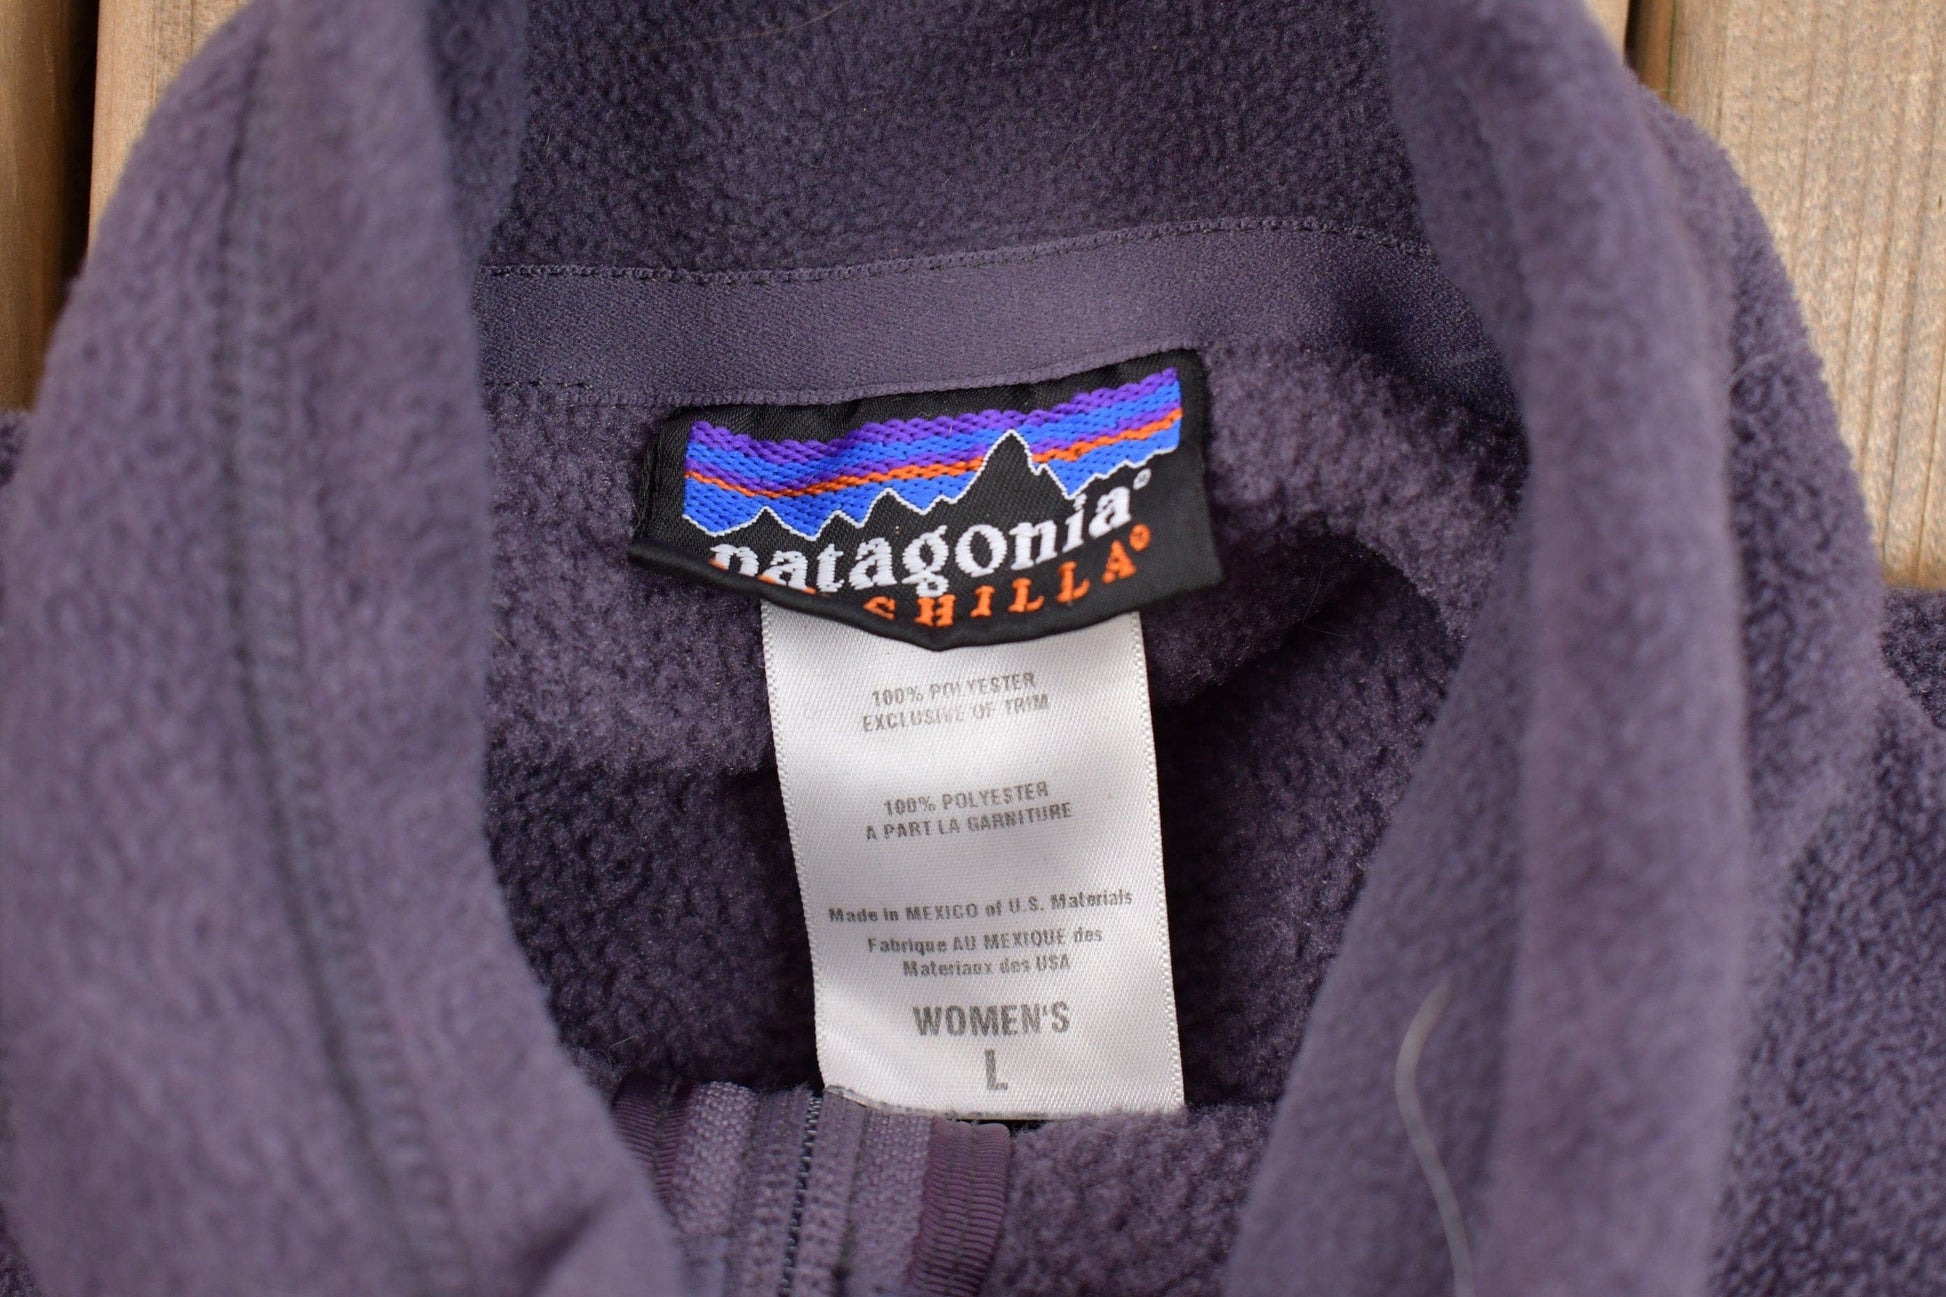 patagonia®
CHILLA®
100% POLYESTER
EXCLUSIVE OF TRIM
100% POLYESTER
A PART LA GARNITURE
Made in MEXICO of U.S. Materials
Fabrique AU MEXIQUE des
Materiaux des USA
WOMEN'S
L